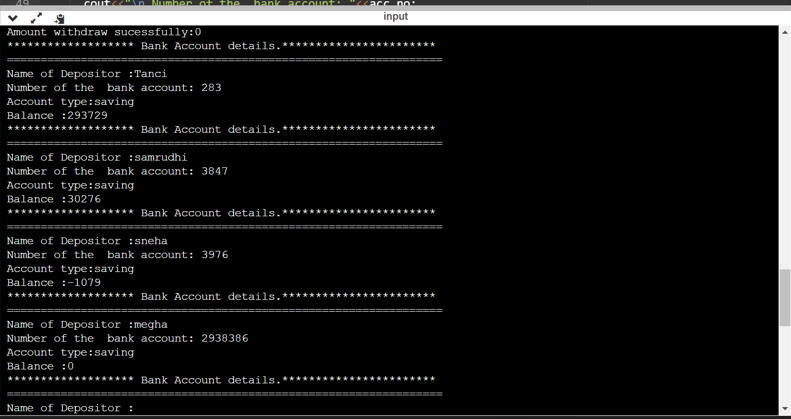 49 cout<<"\n Number of the  bank account: "<<acc_no;
input
Amount withdraw sucessfully:0
******************* Bank Account details.***********************
=================================================================
Name of Depositor :Tanci
Number of the  bank account: 283
Account type:saving
Balance :293729
******************* Bank Account details.***********************
=================================================================
Name of Depositor :samrudhi
Number of the  bank account: 3847
Account type:saving
Balance :30276
******************* Bank Account details.***********************
=================================================================
Name of Depositor :sneha
Number of the  bank account: 3976
Account type:saving
Balance :-1079
******************* Bank Account details.***********************
=================================================================
Name of Depositor :megha
Number of the  bank account: 2938386
Account type:saving
Balance :0
******************* Bank Account details.***********************
=================================================================
Name of Depositor :